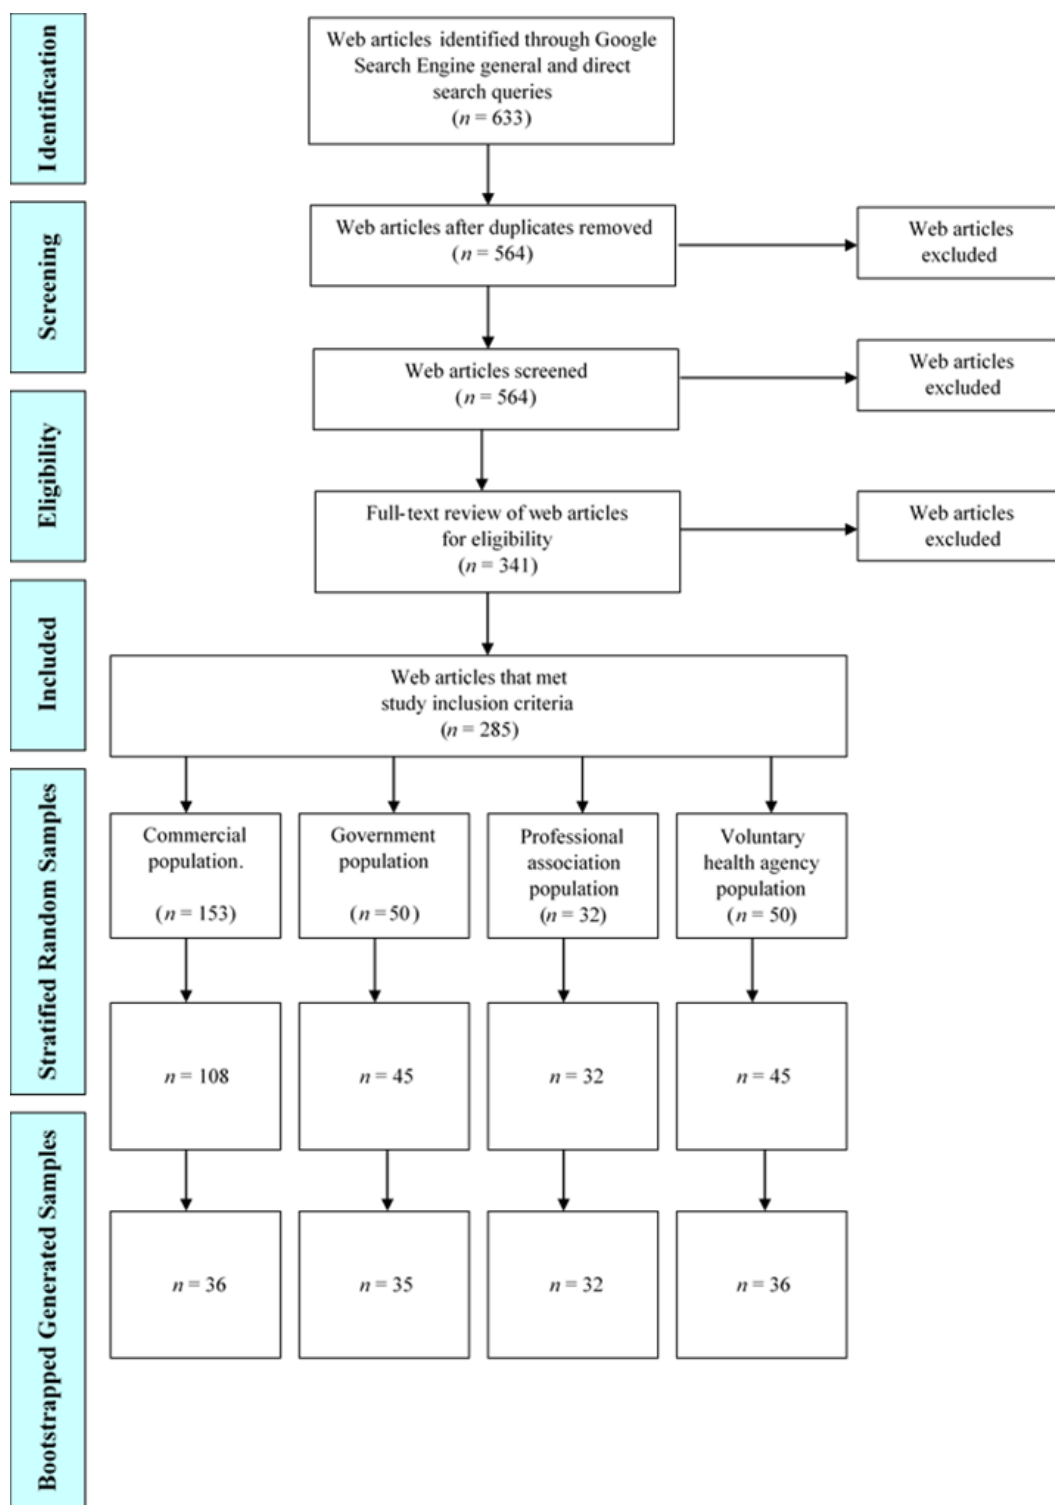 Identification
Web articles identified through Google
Search Engine general and direct
search queries
(n = 633)
Screening
Web articles after duplicates removed
(n = 564)
Web articles
excluded
Web articles screened
(n = 564)
Web articles
excluded
Eligibility
Full-text review of web articles
for eligibility
(n = 341)
Web articles
excluded
Included
Web articles that met
study inclusion criteria
(n = 285)
Stratified Random Samples
Commercial
population.
(n = 153)
Government
population
(n = 50)
Professional
association
population
(n = 32)
Voluntary
health agency
population
(n = 50)
n = 108
n = 45
n = 32
n = 45
Bootstrapped Generated Samples
n = 36
n = 35
n = 32
n = 36